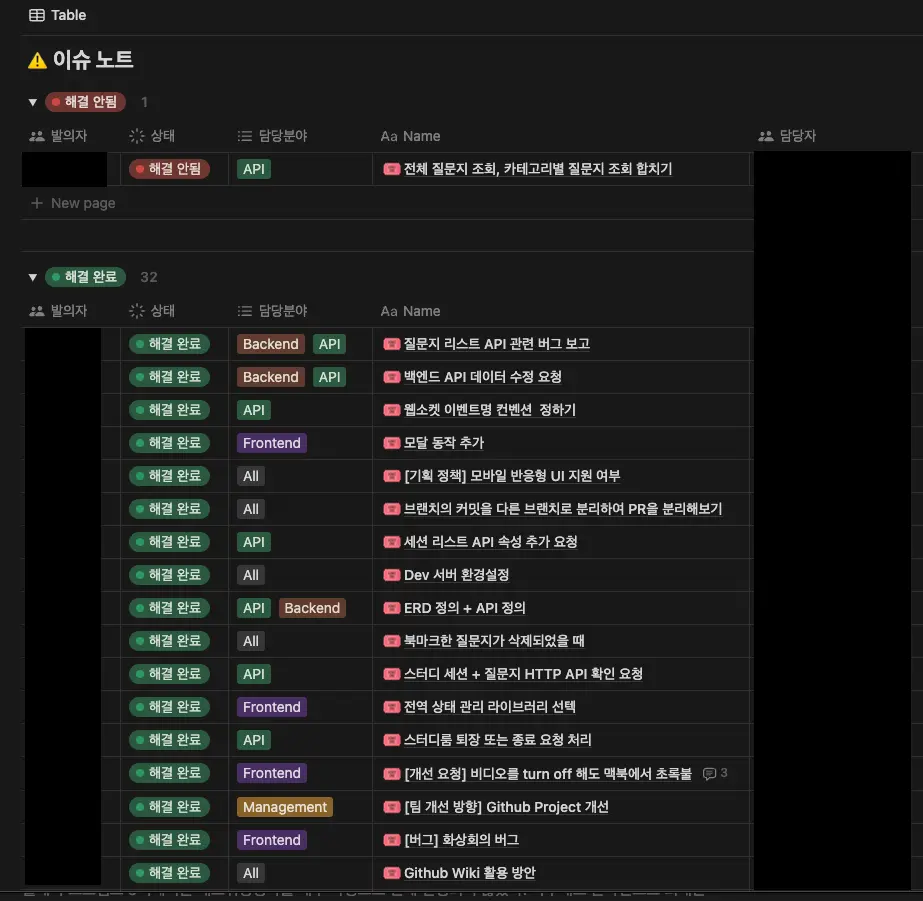 Table
이슈 노트
해결 안됨 1
발의자 상태 담당분야 Aa Name 담당자
해결 안됨 API 전체 질문지 조회, 카테고리별 질문지 조회 합치기
+ New page
해결 완료 32
발의자 상태 담당분야 Aa Name
해결 완료 Backend API 질문지 리스트 API 관련 버그 보고
해결 완료 Backend API 백엔드 API 데이터 수정 요청
해결 완료 API 웹소켓 이벤트명 컨벤션 정하기
해결 완료 Frontend 모달 동작 추가
해결 완료 All [기획 정책] 모바일 반응형 UI 지원 여부
해결 완료 All 브랜치의 커밋을 다른 브랜치로 분리하여 PR을 분리해보기
해결 완료 API 세션 리스트 API 속성 추가 요청
해결 완료 All Dev 서버 환경설정
해결 완료 API Backend ERD 정의 + API 정의
해결 완료 All 북마크한 질문지가 삭제되었을 때
해결 완료 API 스터디 세션 + 질문지 HTTP API 확인 요청
해결 완료 Frontend 전역 상태 관리 라이브러리 선택
해결 완료 API 스터디룸 퇴장 또는 종료 요청 처리
해결 완료 Frontend [개선 요청] 비디오를 turn off 해도 맥북에서 초록불 3
해결 완료 Management [팀 개선 방향] Github Project 개선
해결 완료 Frontend [버그] 화상회의 버그
해결 완료 All Github Wiki 활용 방안